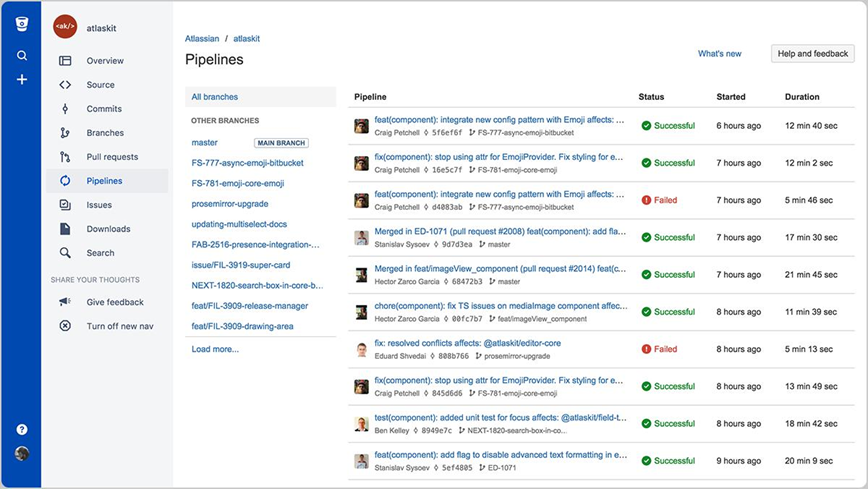 <ak/>
atlaskit
Overview
Source
Commits
Branches
Pull requests
Pipelines
Issues
Downloads
Search
SHARE YOUR THOUGHTS
Give feedback
Turn off new nav
?
Atlassian / atlaskit
Pipelines
What's new
Help and feedback
All branches
OTHER BRANCHES
master MAIN BRANCH
FS-777-async-emoji-bitbucket
FS-781-emoji-core-emoji
prosemirror-upgrade
updating-multiselect-docs
FAB-2516-presence-integration-...
issue/FIL-3919-super-card
NEXT-1820-search-box-in-core-b...
feat/FIL-3909-release-manager
feat/FIL-3909-drawing-area
Load more...
Pipeline Status Started Duration
feat(component): integrate new config pattern with Emoji affects: ...
Craig Petchell 5f6ef6f FS-777-async-emoji-bitbucket
Successful 6 hours ago 12 min 40 sec
fix(component): stop using attr for EmojiProvider. Fix styling for e...
Craig Petchell 16e5c7f FS-781-emoji-core-emoji
Successful 7 hours ago 12 min 2 sec
feat(component): integrate new config pattern with Emoji affects: ...
Craig Petchell d4083ab FS-777-async-emoji-bitbucket
Failed 7 hours ago 5 min 46 sec
Merged in ED-1071 (pull request #2008) feat(component): add fla...
Stanislav Sysoev 9d7d3ea master
Successful 7 hours ago 17 min 30 sec
Merged in feat/imageView_component (pull request #2014) feat(c...
Hector Zarco Garcia 68472b3 master
Successful 7 hours ago 21 min 45 sec
chore(component): fix TS issues on mediaImage component affec...
Hector Zarco Garcia 00fc7b7 feat/imageView_component
Successful 8 hours ago 11 min 39 sec
fix: resolved conflicts affects: @atlaskit/editor-core
Eduard Shvedai 808b766 prosemirror-upgrade
Failed 8 hours ago 5 min 13 sec
fix(component): stop using attr for EmojiProvider. Fix styling for e...
Craig Petchell 845d6d6 FS-781-emoji-core-emoji
Successful 8 hours ago 13 min 49 sec
test(component): added unit test for focus affects: @atlaskit/field-t...
Ben Kelley 8949e7c NEXT-1820-search-box-in-co...
Successful 8 hours ago 18 min 42 sec
feat(component): add flag to disable advanced text formatting in e...
Stanislav Sysoev 5ef4805 ED-1071
Successful 9 hours ago 20 min 9 sec